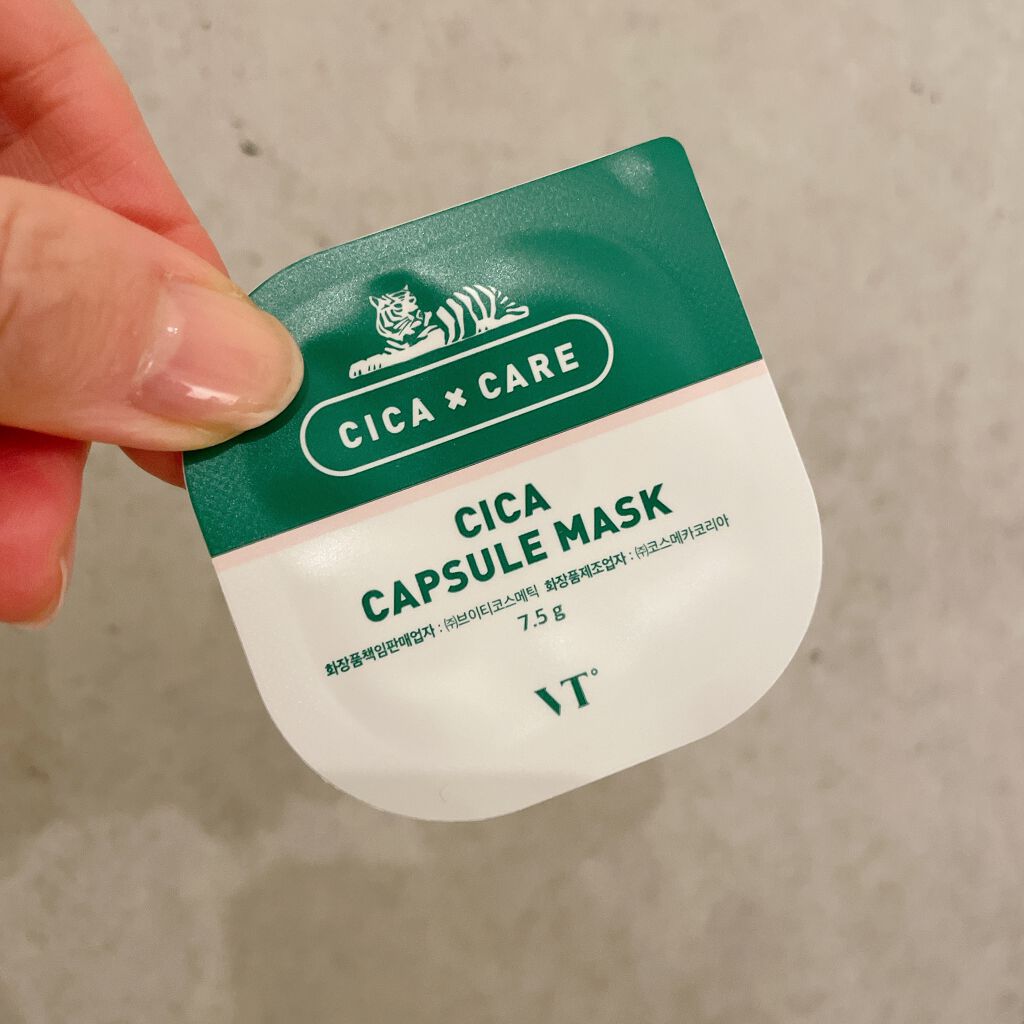 CICA × CARE
CICA
CAPSULE MASK
화장품책임판매업자 : ㈜브이티코스메틱 화장품제조업자 : ㈜코스메카코리아
7.5 g
VT°